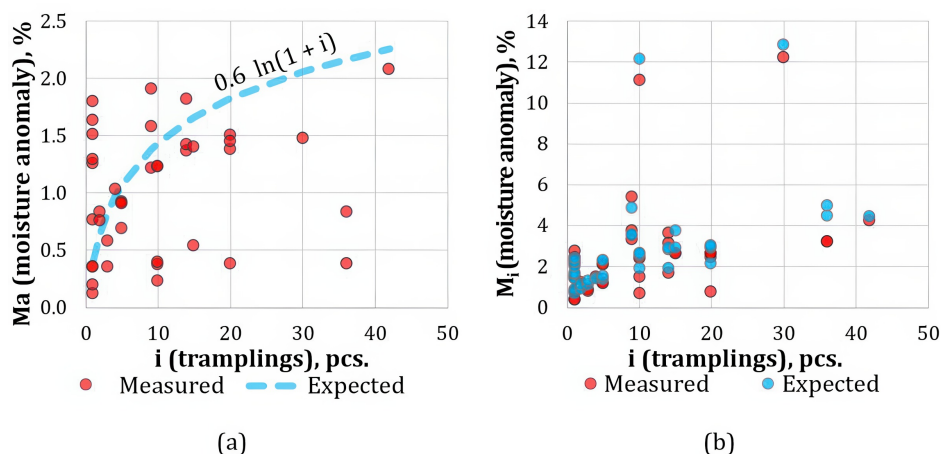 Ma (moisture anomaly), %
2.5
2.0
1.5
1.0
0.5
0.0
0.6 ln(1 + i)
0 10 20 30 40 50
i (tramplings), pcs.
Measured Expected
(a)
M_i (moisture anomaly), %
14
12
10
8
6
4
2
0
0 10 20 30 40 50
i (tramplings), pcs.
Measured Expected
(b)